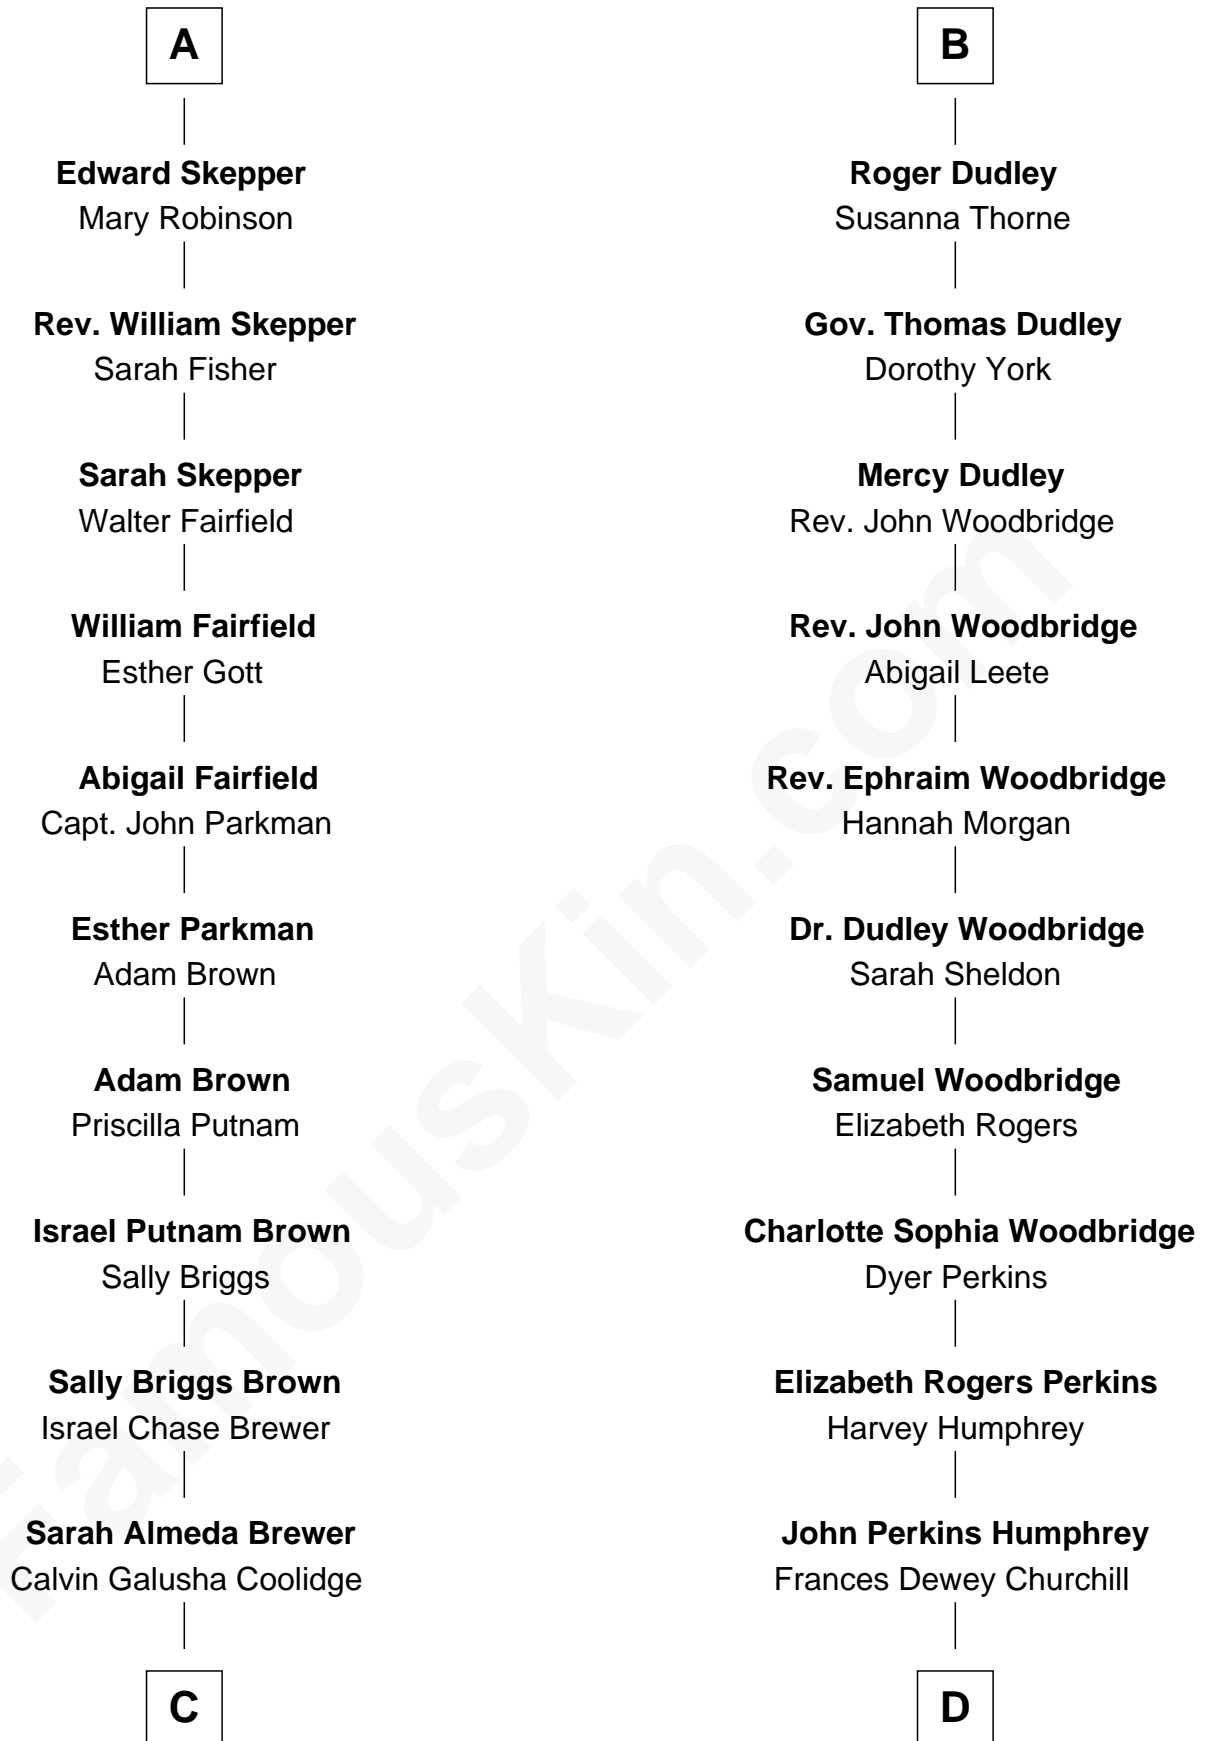 A
Edward Skepper
Mary Robinson
Rev. William Skepper
Sarah Fisher
Sarah Skepper
Walter Fairfield
William Fairfield
Esther Gott
Abigail Fairfield
Capt. John Parkman
Esther Parkman
Adam Brown
Adam Brown
Priscilla Putnam
Israel Putnam Brown
Sally Briggs
Sally Briggs Brown
Israel Chase Brewer
Sarah Almeda Brewer
Calvin Galusha Coolidge
C
B
Roger Dudley
Susanna Thorne
Gov. Thomas Dudley
Dorothy York
Mercy Dudley
Rev. John Woodbridge
Rev. John Woodbridge
Abigail Leete
Rev. Ephraim Woodbridge
Hannah Morgan
Dr. Dudley Woodbridge
Sarah Sheldon
Samuel Woodbridge
Elizabeth Rogers
Charlotte Sophia Woodbridge
Dyer Perkins
Elizabeth Rogers Perkins
Harvey Humphrey
John Perkins Humphrey
Frances Dewey Churchill
D
FamousKin.com